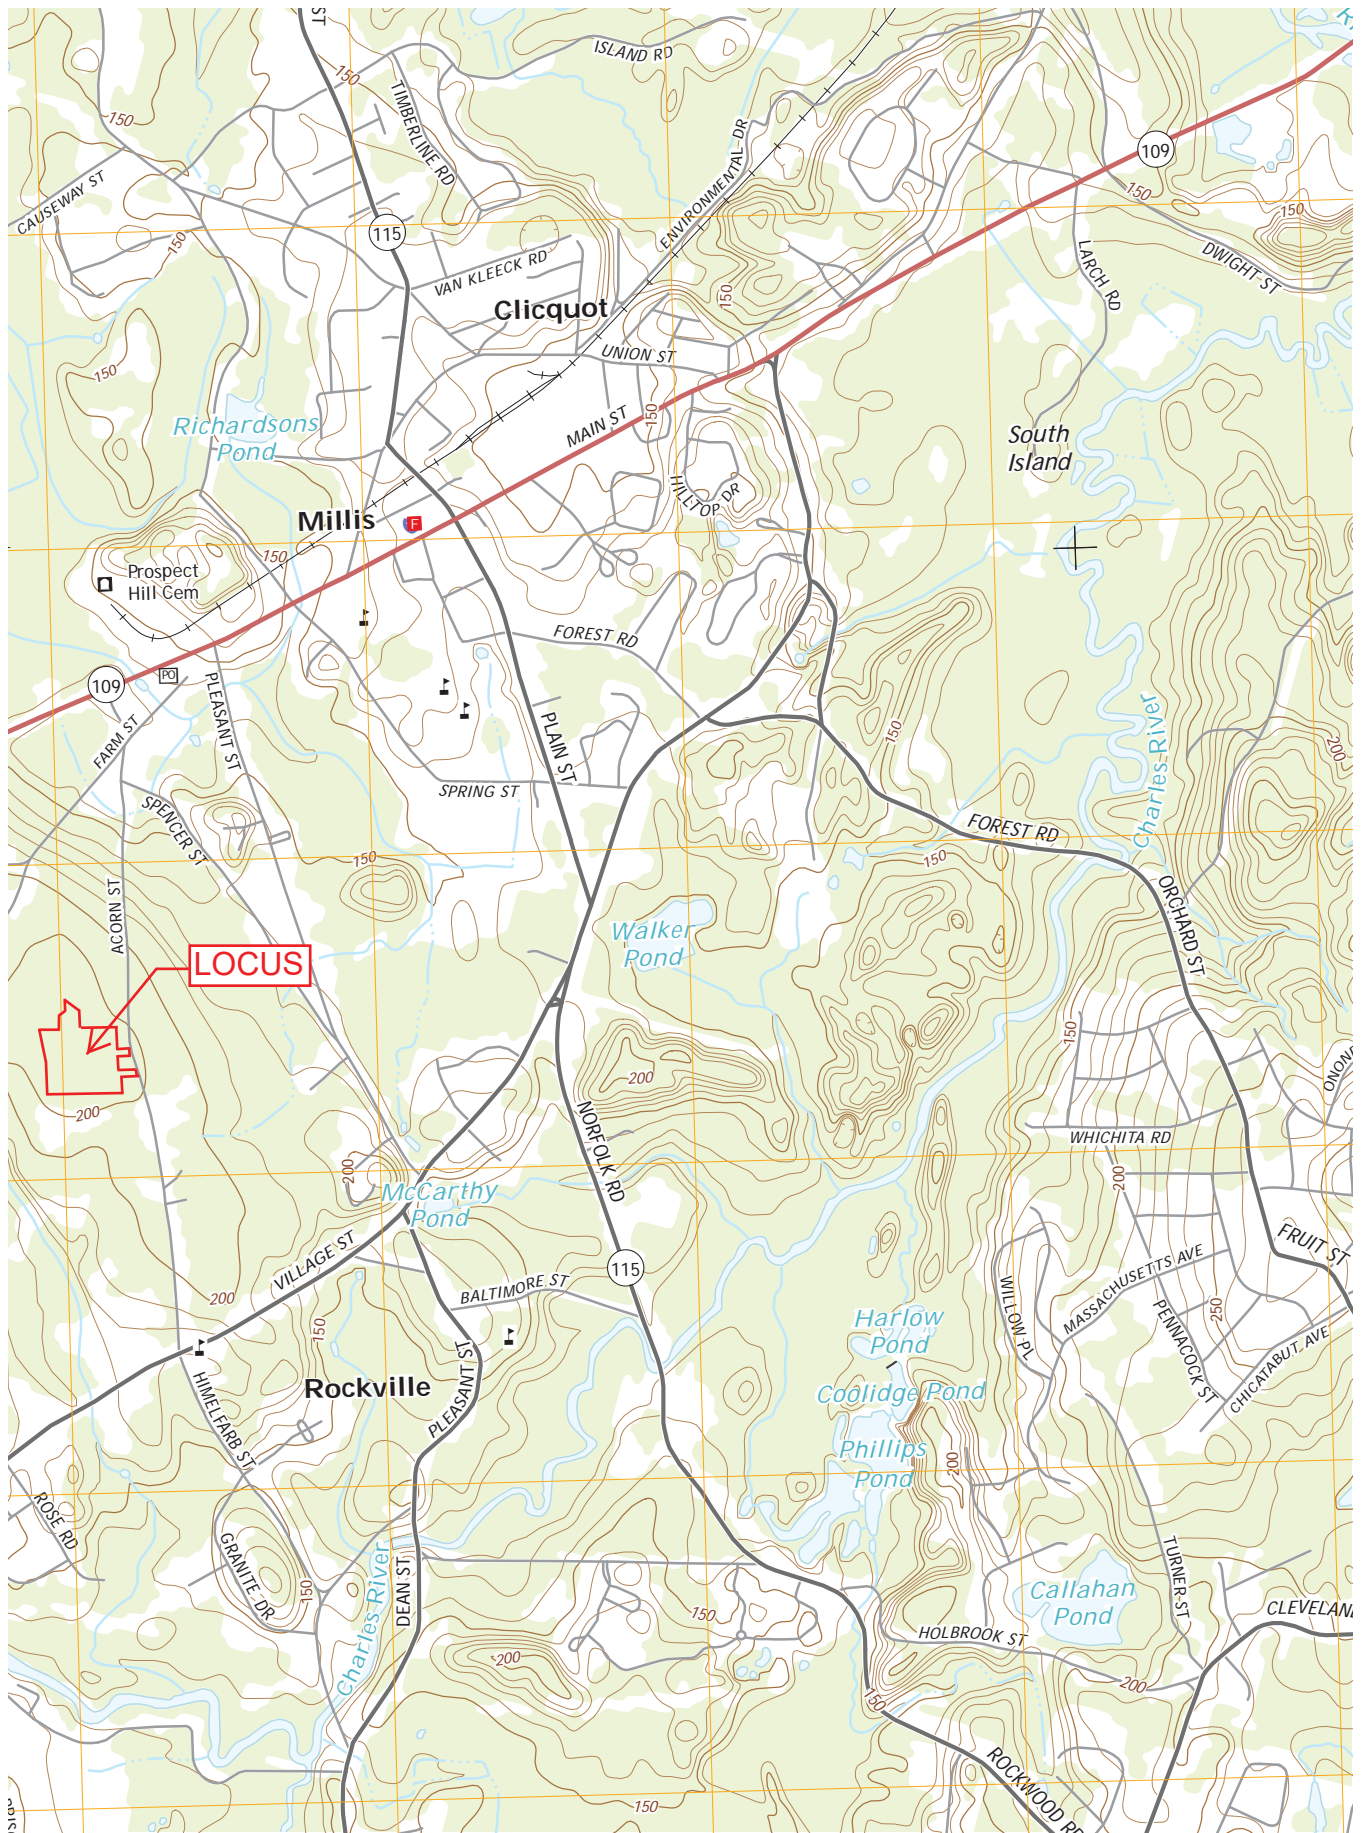 ST
ISLAND RD
150
TIMBERLINE RD
150
ENVIRONMENTAL DR
109
CAUSEWAY ST
150
150
150
115
VAN KLEECK RD
LARCH RD
DWIGHT ST
Clicquot
150
UNION ST
150
Richardsons
Pond
MAIN ST
150
South
Island
HILLTOP DR
Millis
F
150
Prospect
Hill Cem
FOREST RD
109
PO
PLEASANT ST
FARM ST
PLAIN ST
150
Charles River
200
SPRING ST
SPENCER ST
FOREST RD
150
150
ACORN ST
ORCHARD ST
Walker
Pond
LOCUS
150
200
ONOND
200
NORFOLK RD
WHICHITA RD
200
200
McCarthy
Pond
VILLAGE ST
115
FRUIT ST
MASSACHUSETTS AVE
BALTIMORE ST
200
150
WILLOW PL
PENNACOCK ST
250
Harlow
Pond
CHICATABUT AVE
PLEASANT ST
Rockville
HIMELFARB ST
Coolidge Pond
Phillips
Pond
200
ROSE RD
GRANITE DR
150
Charles River
DEAN ST
TURNER ST
Callahan
Pond
150
CLEVELAN
HOLBROOK ST
200
200
150
ROCKWOOD RD
150